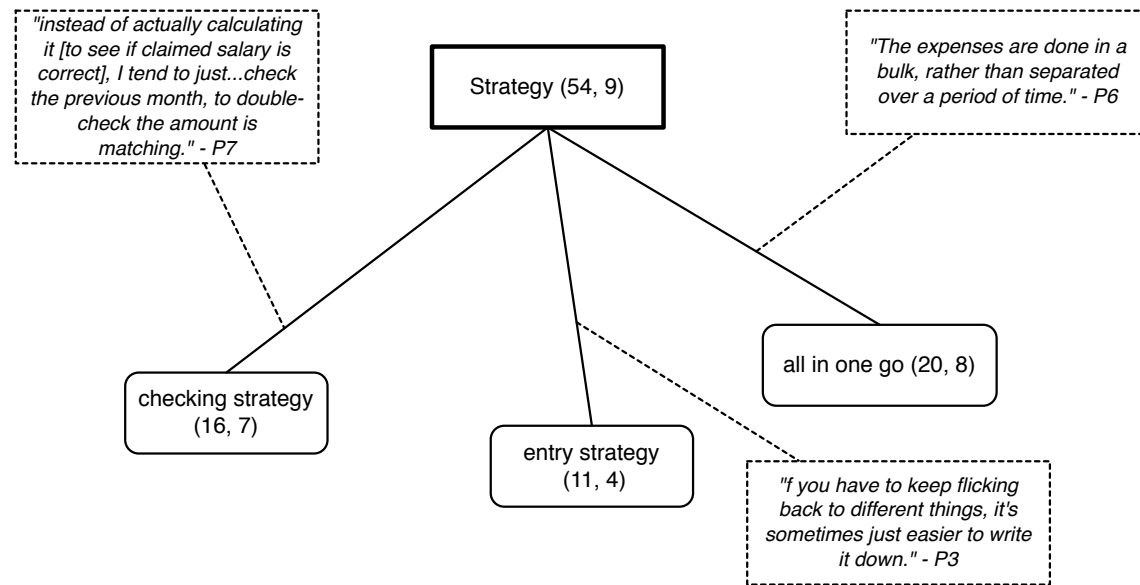 "instead of actually calculating
it [to see if claimed salary is
correct], I tend to just...check
the previous month, to double-
check the amount is
matching." - P7
Strategy (54, 9)
"The expenses are done in a
bulk, rather than separated
over a period of time." - P6
checking strategy
(16, 7)
entry strategy
(11, 4)
all in one go (20, 8)
"f you have to keep flicking
back to different things, it's
sometimes just easier to write
it down." - P3